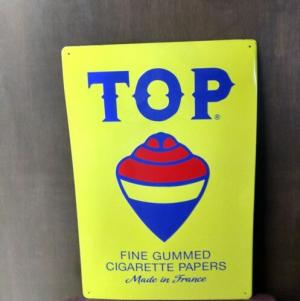 TOP®
FINE GUMMED
CIGARETTE PAPERS
Made in France